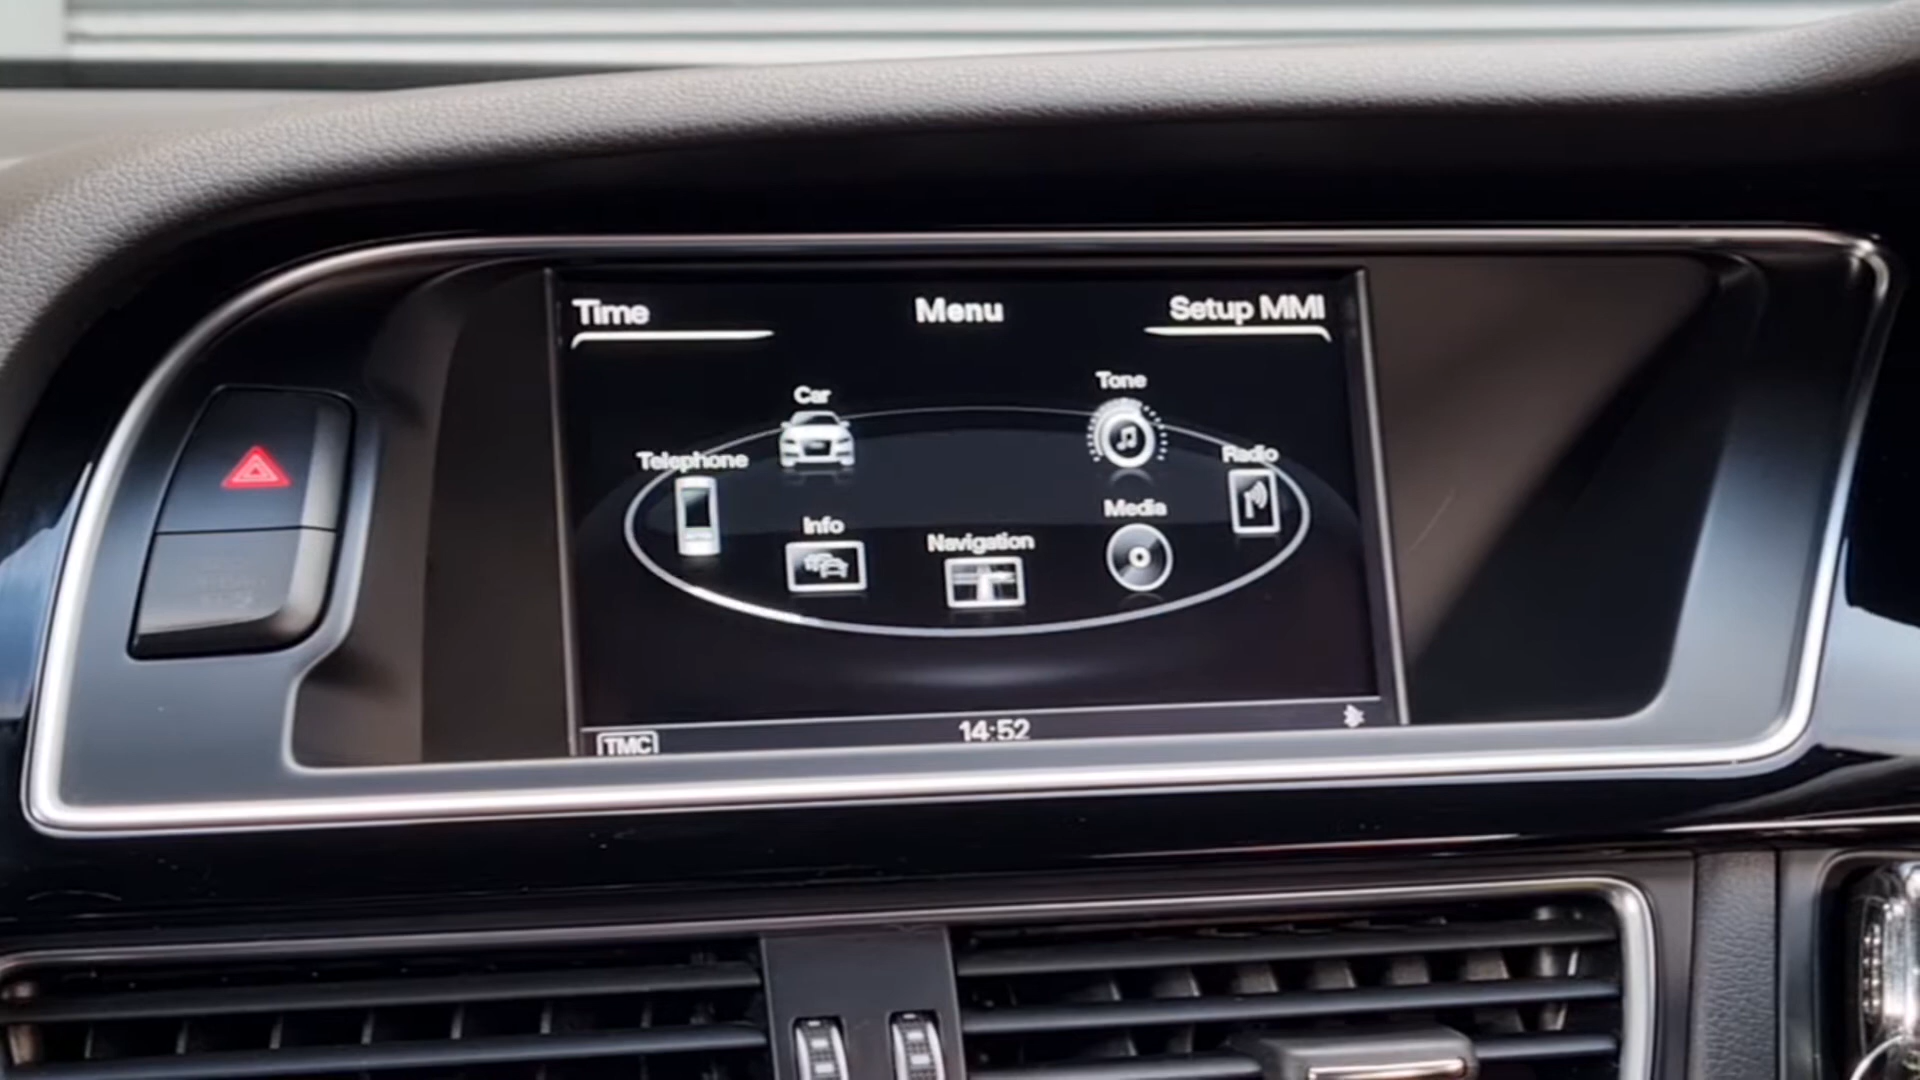 Time
Menu
Setup MMI
Car
Tone
Telephone
Radio
Info
Navigation
Media
TMC
14:52